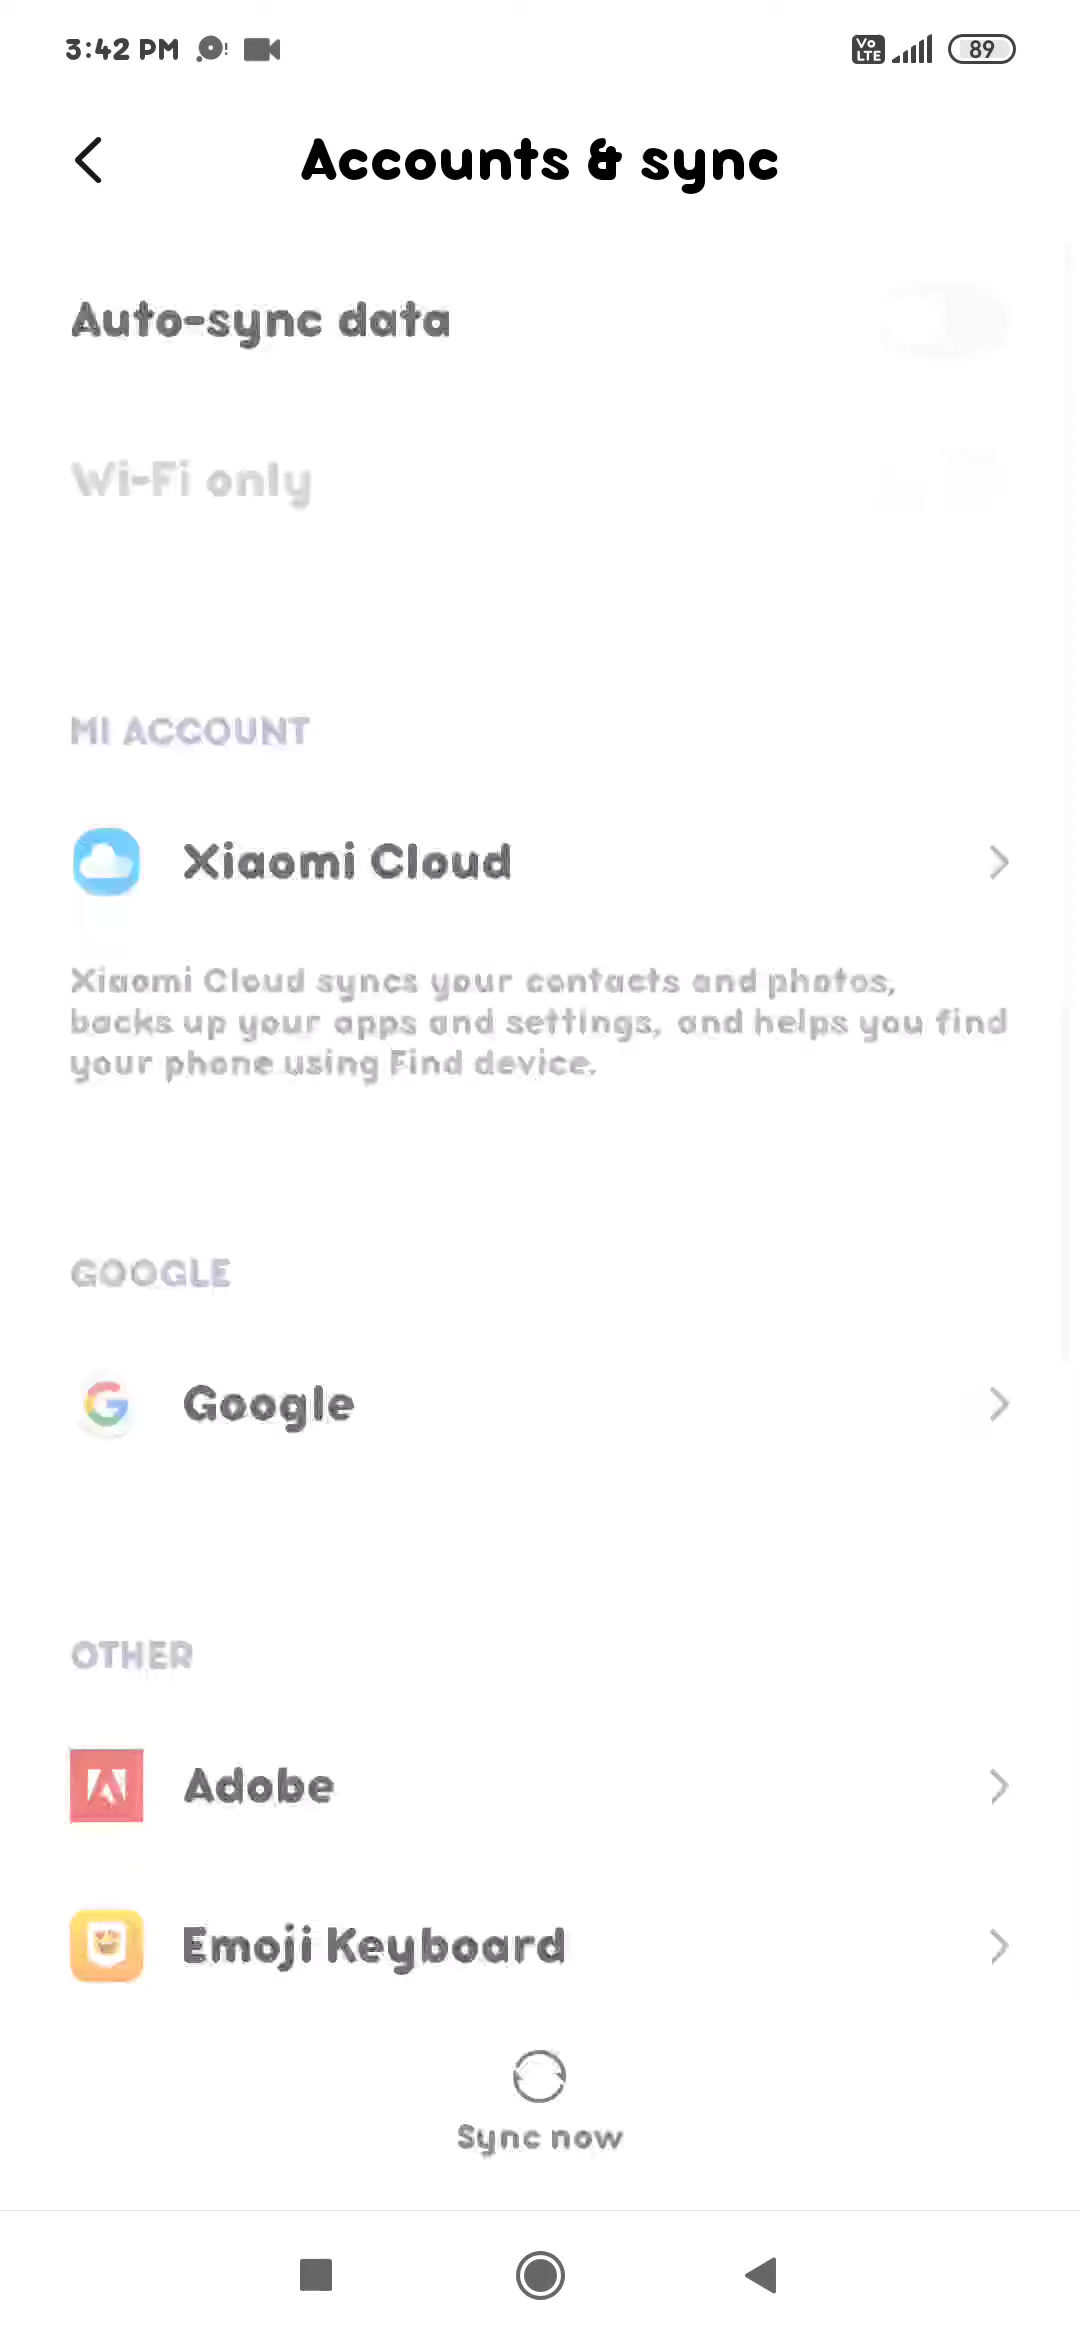 3:42 PM
Vo LTE
89
Accounts & sync
Auto-sync data
Wi-Fi only
MI ACCOUNT
Xiaomi Cloud
Xiaomi Cloud syncs your contacts and photos,
backs up your apps and settings, and helps you find
your phone using Find device.
GOOGLE
Google
OTHER
Adobe
Emoji Keyboard
Sync now